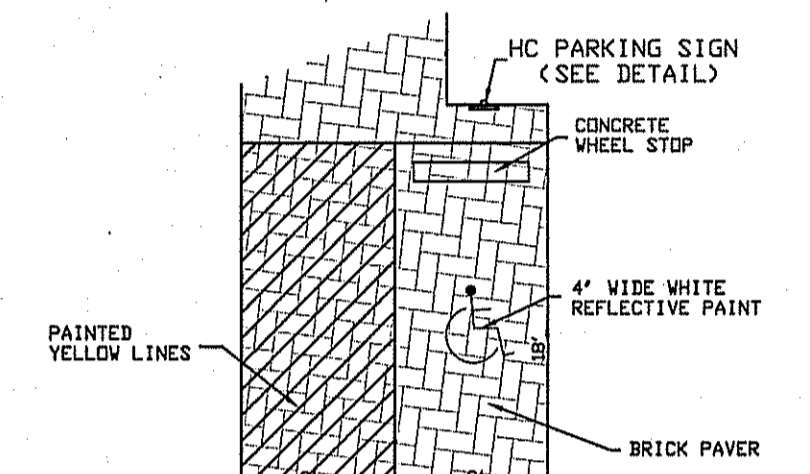 HC PARKING SIGN
(SEE DETAIL)
CONCRETE
WHEEL STOP
4' WIDE WHITE
REFLECTIVE PAINT
PAINTED
YELLOW LINES
18'
BRICK PAVER